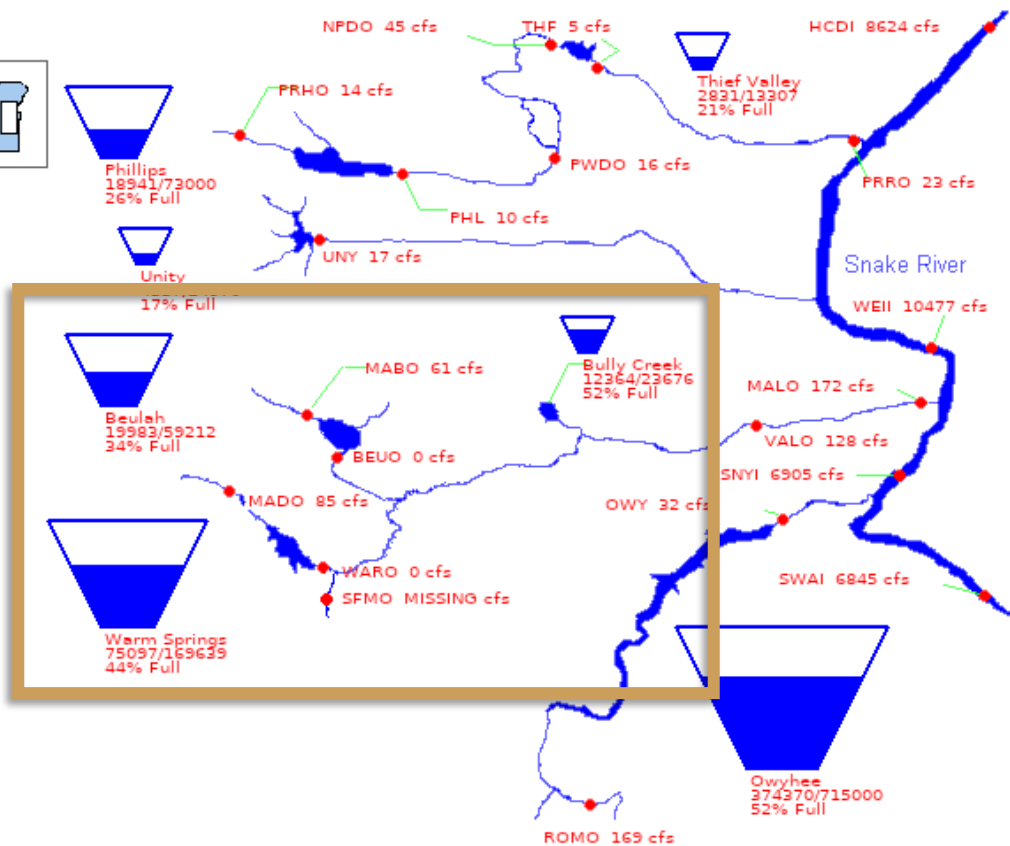 NPDO 45 cfs
THF 5 cfs
HCDI 8624 cfs
PRHO 14 cfs
Thief Valley
2831/13307
21% Full
Phillips
18941/73000
26% Full
PWDO 16 cfs
PRRO 23 cfs
PHL 10 cfs
UNY 17 cfs
Snake River
Unity
17% Full
WEII 10477 cfs
MABO 61 cfs
Bully Creek
12364/23676
52% Full
MALO 172 cfs
Beulah
19983/59212
34% Full
VALO 128 cfs
BEUO 0 cfs
SNYI 6905 cfs
MADO 85 cfs
OWY 32 cfs
WARO 0 cfs
SWAI 6845 cfs
SFMO MISSING cfs
Warm Springs
75097/169639
44% Full
Owyhee
374370/715000
52% Full
ROMO 169 cfs